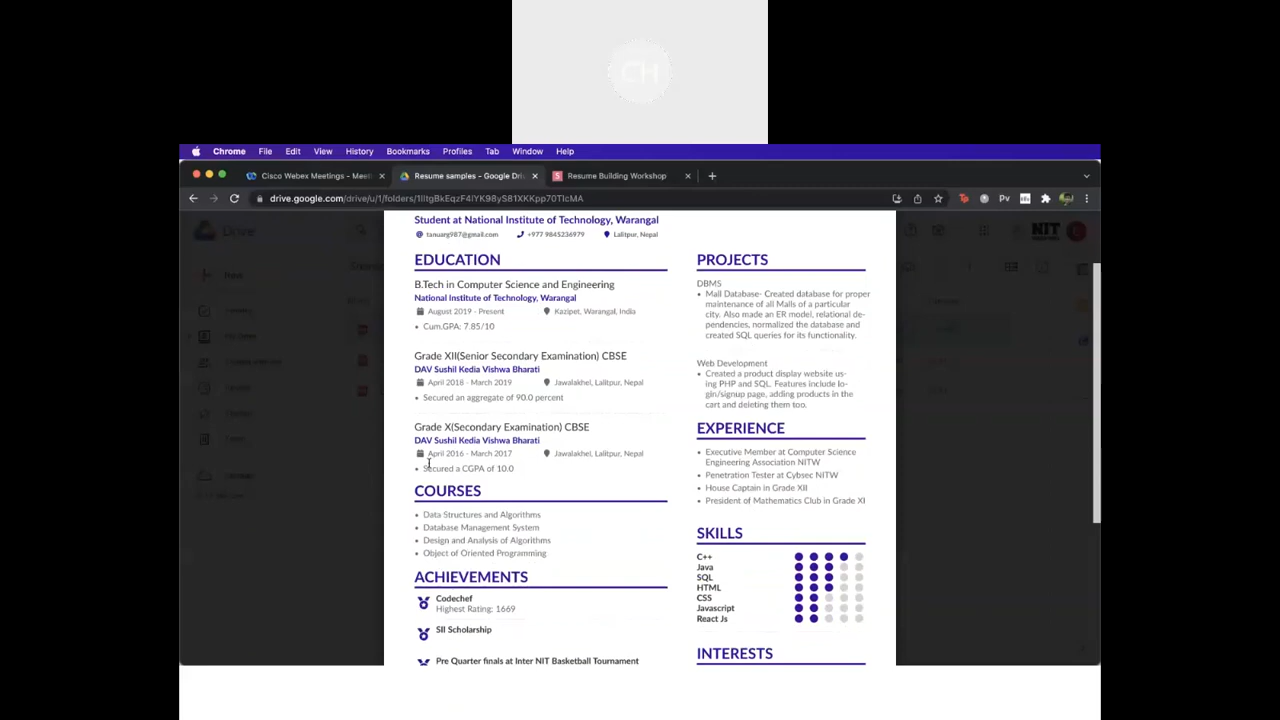 CH
Chrome File Edit View History Bookmarks Profiles Tab Window Help
Cisco Webex Meetings - Meet
Resume samples - Google Dri
Resume Building Workshop
drive.google.com/drive/u/1/folders/
Drive
New
NIT
Student at National Institute of Technology, Warangal
tanuarg987@gmail.com +977 9845236979 Lalitpur, Nepal
EDUCATION
B.Tech in Computer Science and Engineering
National Institute of Technology, Warangal
August 2019 - Present Kazipet, Warangal, India
• Cum.GPA: 7.85/10
Grade XII(Senior Secondary Examination) CBSE
DAV Sushil Kedia Vishwa Bharati
April 2018 - March 2019 Jawalakhel, Lalitpur, Nepal
• Secured an aggregate of 90.0 percent
Grade X(Secondary Examination) CBSE
DAV Sushil Kedia Vishwa Bharati
April 2016 - March 2017 Jawalakhel, Lalitpur, Nepal
• Secured a CGPA of 10.0
COURSES
• Data Structures and Algorithms
• Database Management System
• Design and Analysis of Algorithms
• Object of Oriented Programming
ACHIEVEMENTS
Codechef
Highest Rating: 1669
SII Scholarship
Pre Quarter finals at Inter NIT Basketball Tournament
PROJECTS
DBMS
• Mall Database- Created database for proper
maintenance of all Malls of a particular
city. Also made an ER model, relational de-
pendencies, normalized the database and
created SQL queries for its functionality.
Web Development
• Created a product display website us-
ing PHP and SQL. Features include lo-
gin/signup page, adding products in the
cart and deleting them too.
EXPERIENCE
• Executive Member at Computer Science
Engineering Association NITW
• Penetration Tester at Cybsec NITW
• House Captain in Grade XII
• President of Mathematics Club in Grade XI
SKILLS
C++
Java
SQL
HTML
CSS
Javascript
React Js
INTERESTS